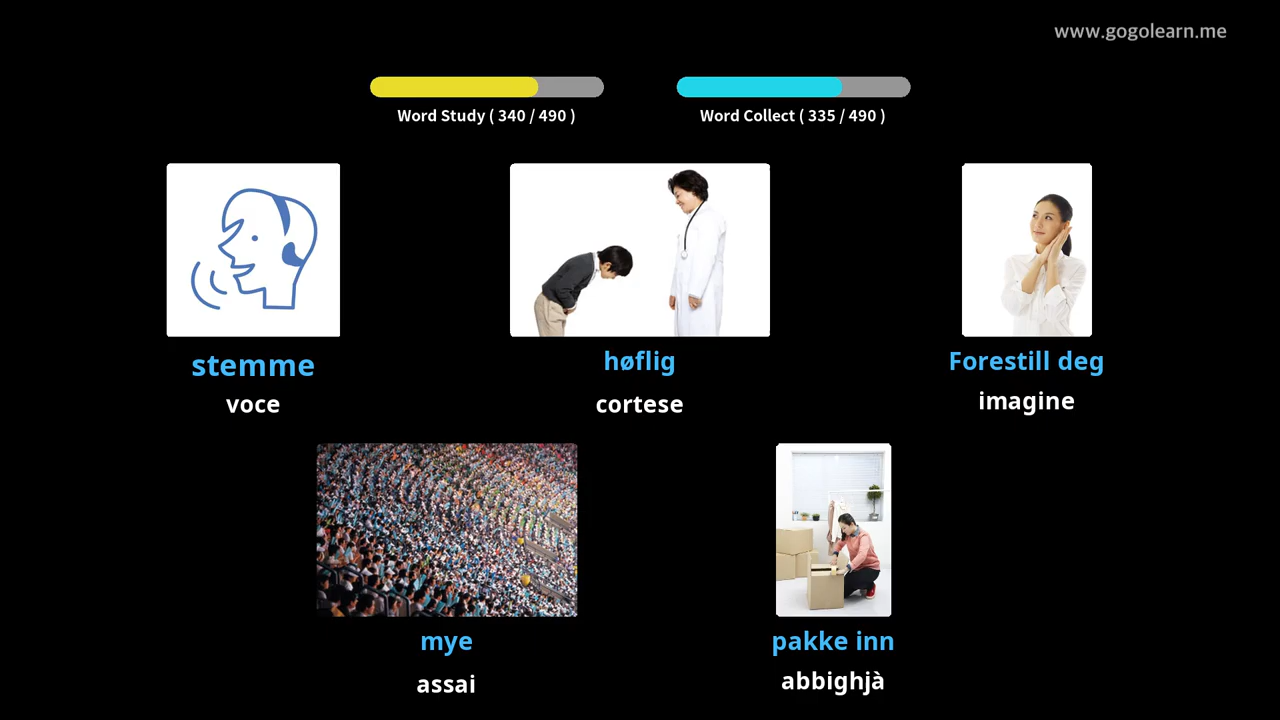 www.gogolearn.me
Word Study ( 340 / 490 )
Word Collect ( 335 / 490 )
stemme
voce
høflig
cortese
Forestill deg
imagine
mye
assai
pakke inn
abbighjà